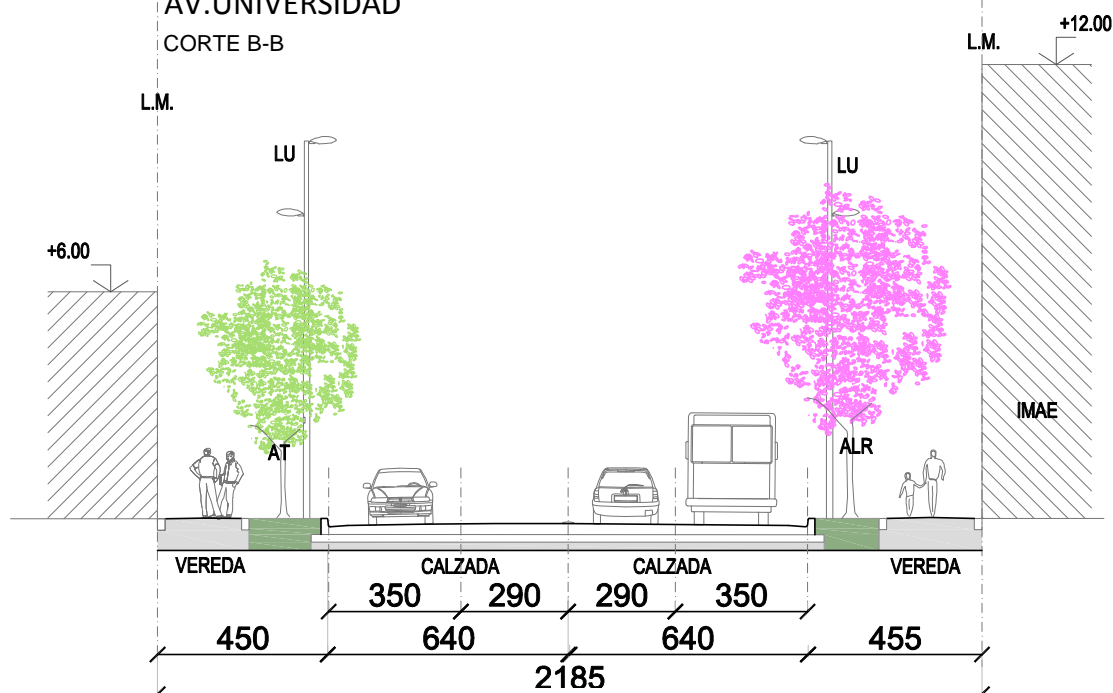 AV.UNIVERSIDAD
CORTE B-B
+12.00
L.M.
L.M.
LU
LU
+6.00
IMAE
AT
ALR
VEREDA
CALZADA
CALZADA
VEREDA
350
290
290
350
450
640
640
455
2185